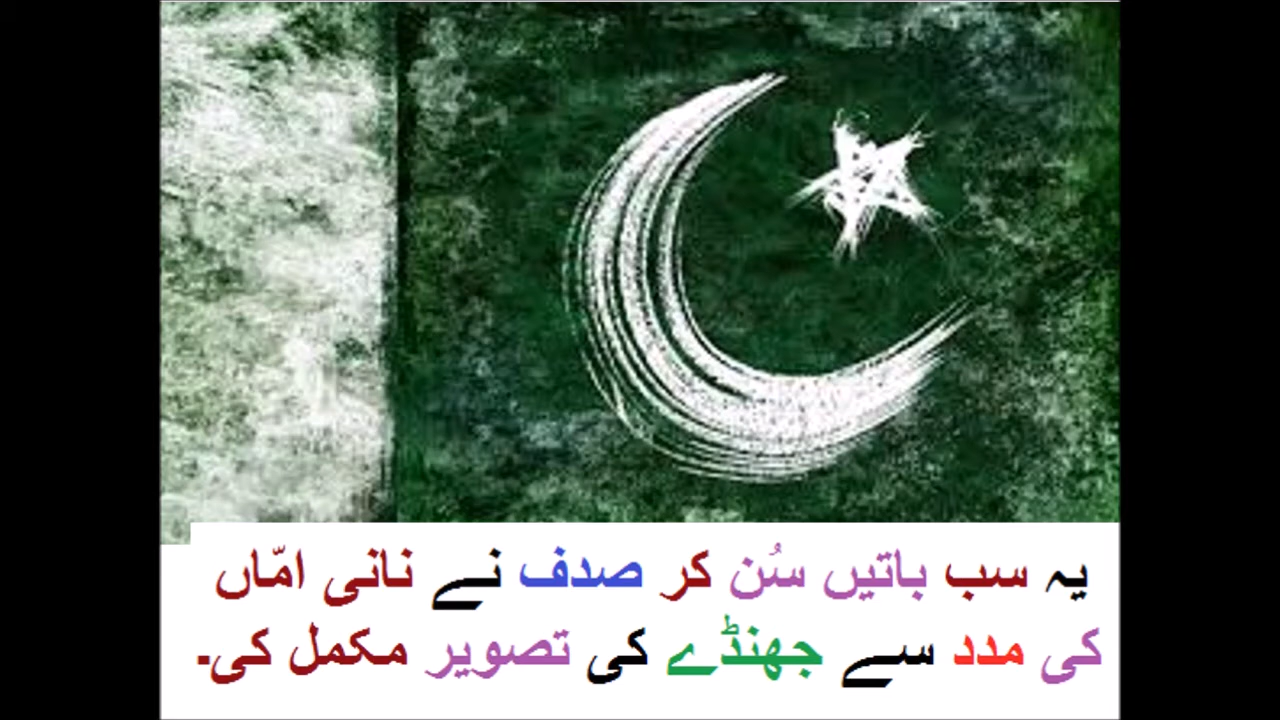 یہ سب باتیں سُن کر صدف نے نانی امّاں
کی مدد سے جھنڈے کی تصویر مکمل کی۔